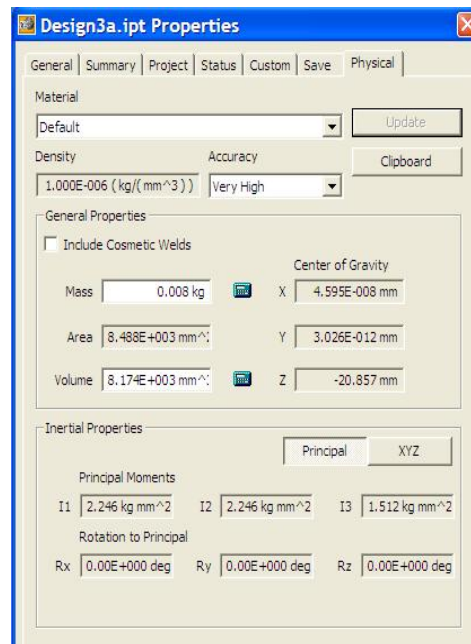 Design3a.ipt Properties
General Summary Project Status Custom Save Physical
Material
Default Update
Density Accuracy Clipboard
1.000E-006 (kg/(mm^3)) Very High
General Properties
Include Cosmetic Welds
Center of Gravity
Mass 0.008 kg X 4.595E-008 mm
Area 8.488E+003 mm^2 Y 3.026E-012 mm
Volume 8.174E+003 mm^ Z -20.857 mm
Inertial Properties
Principal XYZ
Principal Moments
I1 2.246 kg mm^2 I2 2.246 kg mm^2 I3 1.512 kg mm^2
Rotation to Principal
Rx 0.00E+000 deg Ry 0.00E+000 deg Rz 0.00E+000 deg